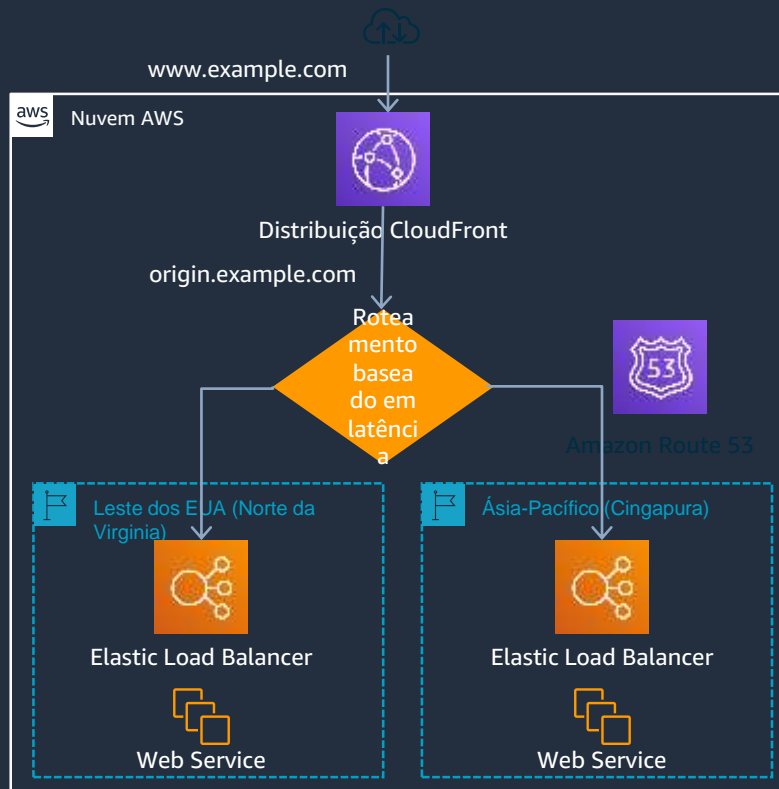 www.example.com
aws
Nuvem AWS
Distribuição CloudFront
origin.example.com
Rotea
mento
basea
do em
latênci
a
53
Amazon Route 53
Leste dos EUA (Norte da
Virginia)
Ásia-Pacífico (Cingapura)
Elastic Load Balancer
Elastic Load Balancer
Web Service
Web Service